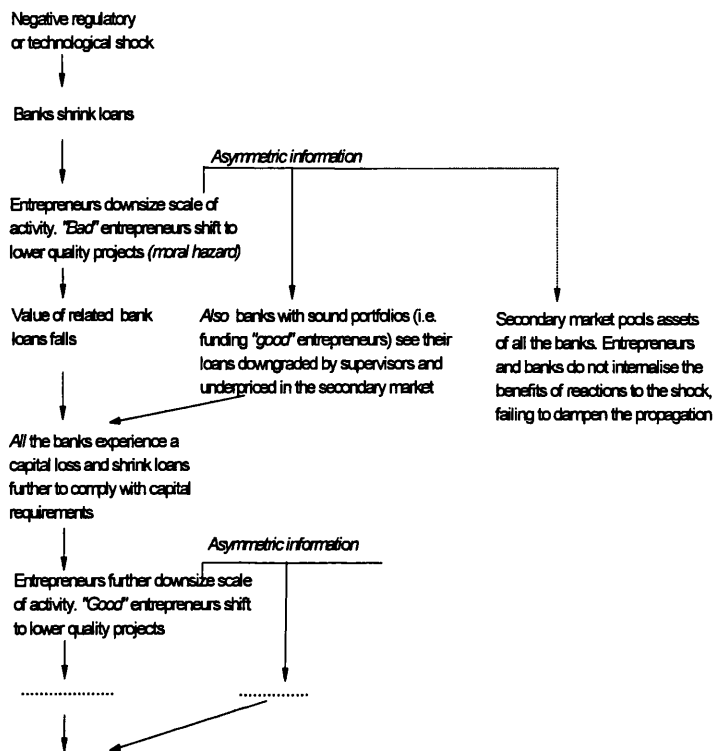 Negative regulatory
or technological shock
Banks shrink loans
Asymmetric information
Entrepreneurs downsize scale of
activity. "Bad" entrepreneurs shift to
lower quality projects (moral hazard)
Value of related bank
loans falls
Also banks with sound portfolios (i.e.
funding "good" entrepreneurs) see their
loans downgraded by supervisors and
underpriced in the secondary market
Secondary market pools assets
of all the banks. Entrepreneurs
and banks do not internalise the
benefits of reactions to the shock,
failing to dampen the propagation
All the banks experience a
capital loss and shrink loans
further to comply with capital
requirements
Asymmetric information
Entrepreneurs further downsize scale
of activity. "Good" entrepreneurs shift
to lower quality projects